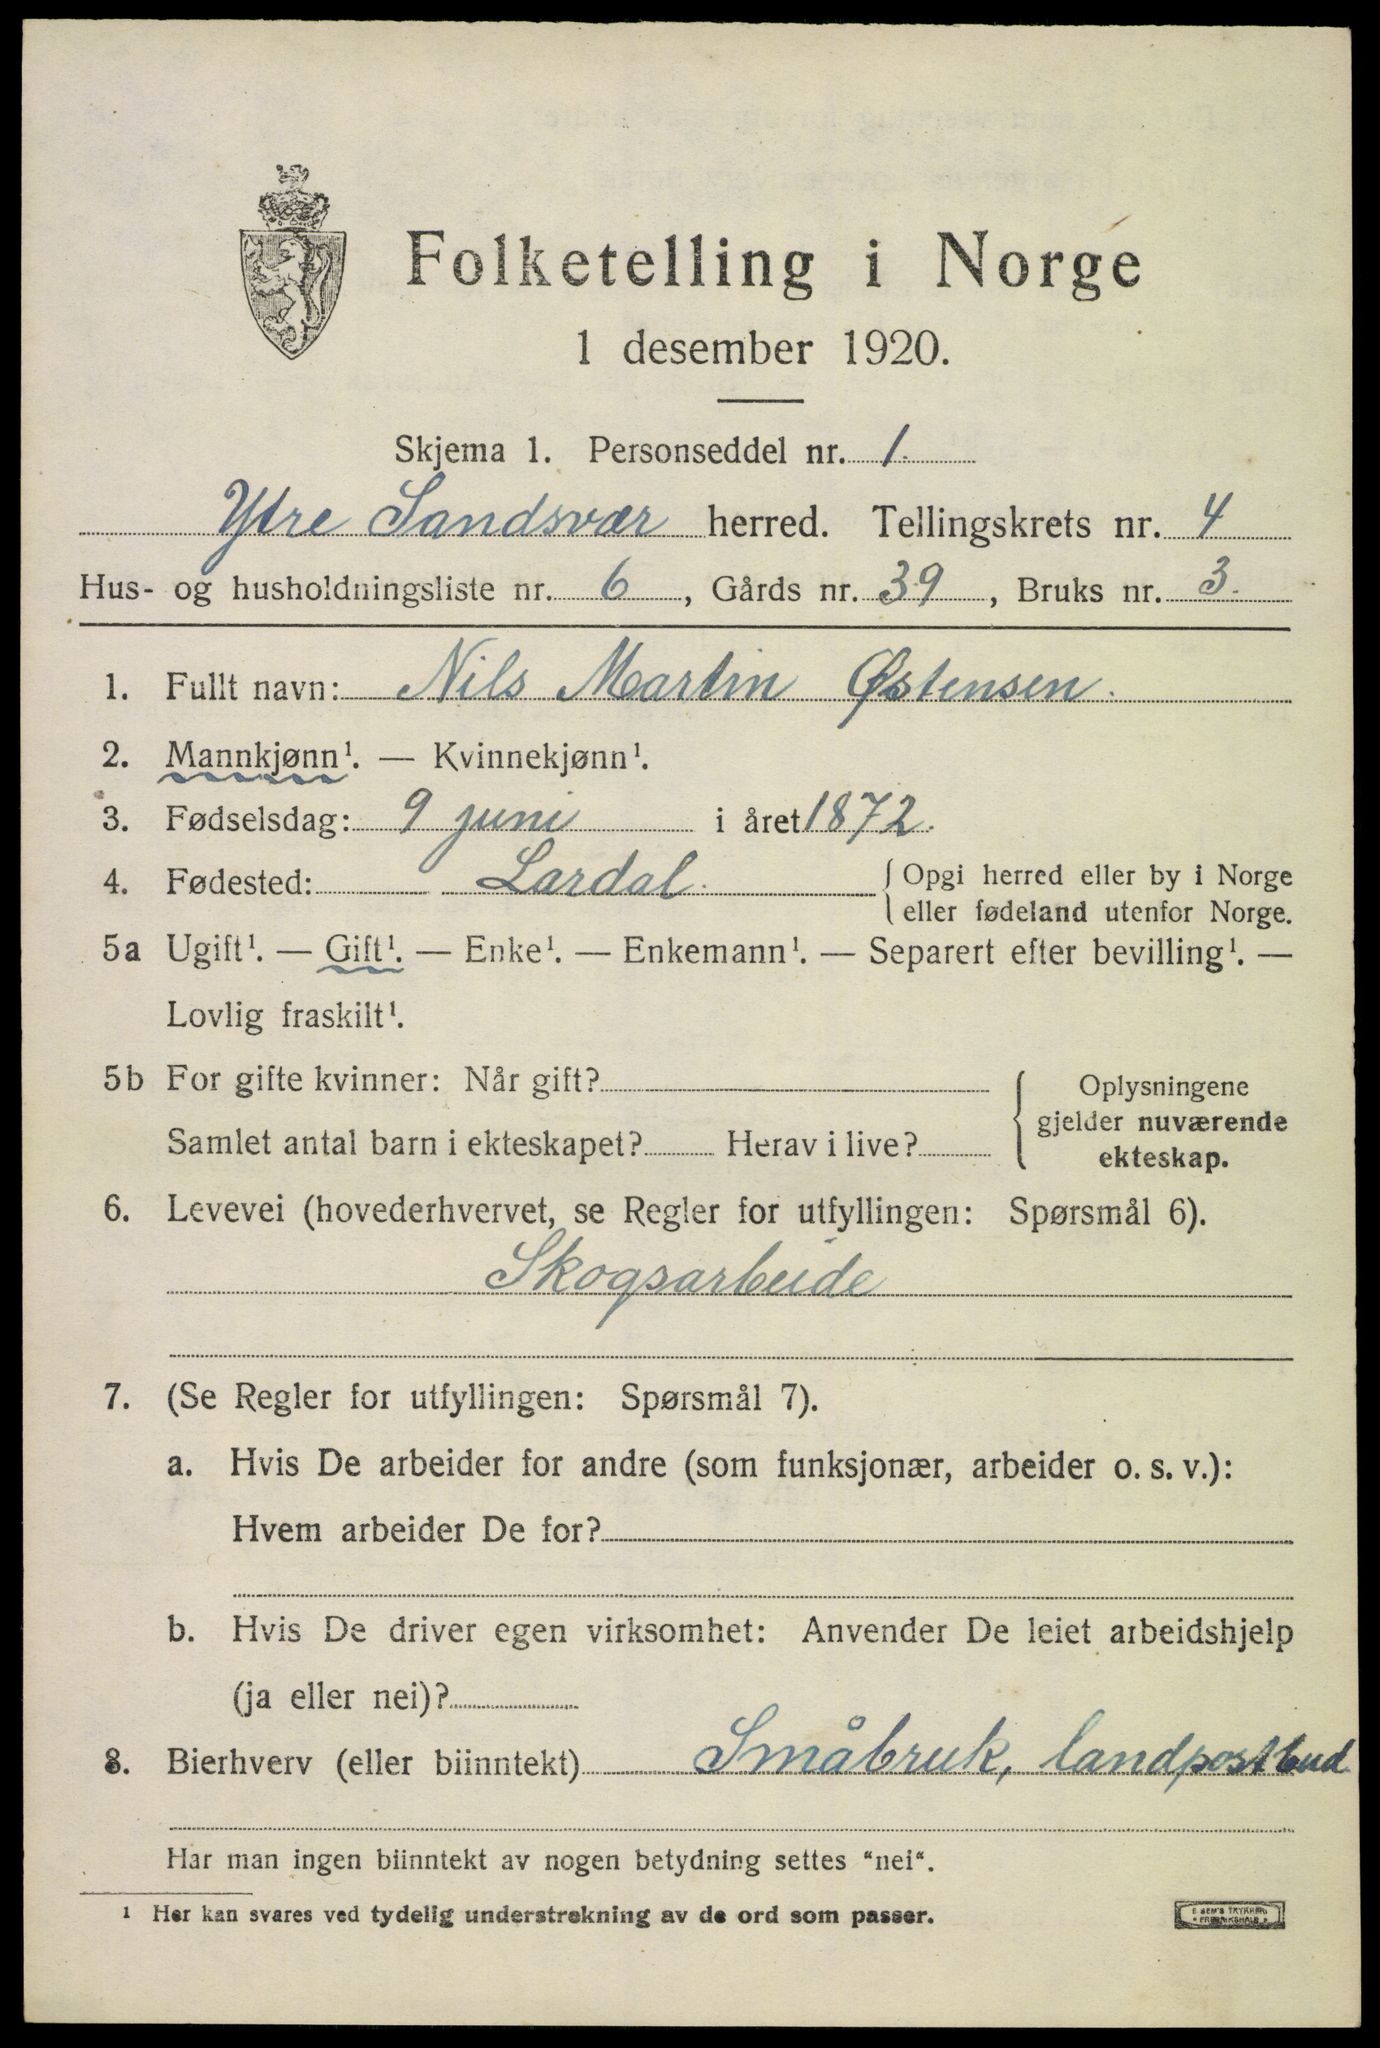 Folketelling i Norge
1 desember 1920.
Skjema 1. Personseddel nr. 1.
Ytre Sandsvær herred. Tellingskrets nr. 4
Hus- og husholdningsliste nr. 6, Gårds nr. 39, Bruks nr. 3.
1. Fullt navn: Nils Martin Østensen.
2. Mannkjønn¹. — Kvinnekjønn¹.
3. Fødselsdag: 9 juni i året 1872.
4. Fødested: Lardal. { Opgi herred eller by i Norge
eller fødeland utenfor Norge.
5a Ugift¹. — Gift¹. — Enke¹. — Enkemann¹. — Separert efter bevilling¹. —
Lovlig fraskilt¹.
5b For gifte kvinner: Når gift?
Samlet antal barn i ekteskapet? Herav i live?
Oplysningene
gjelder nuværende
ekteskap.
6. Levevei (hovederhvervet, se Regler for utfyllingen: Spørsmål 6).
Skogsarbeide
7. (Se Regler for utfyllingen: Spørsmål 7).
a. Hvis De arbeider for andre (som funksjonær, arbeider o. s. v.):
Hvem arbeider De for?
b. Hvis De driver egen virksomhet: Anvender De leiet arbeidshjelp
(ja eller nei)?
8. Bierhverv (eller biinntekt) Småbruk, landpostbud
Har man ingen biinntekt av nogen betydning settes "nei".
¹ Her kan svares ved tydelig understrekning av de ord som passer.
E SEM'S TRYKKERI
FREDRIKSHALD